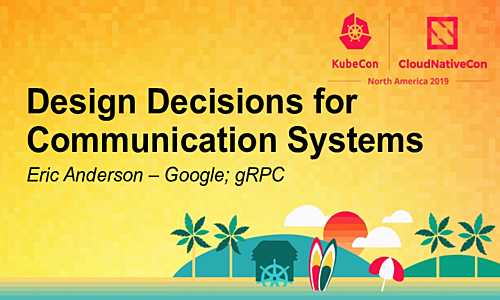 KubeCon
CloudNativeCon
North America 2019
Design Decisions for
Communication Systems
Eric Anderson – Google; gRPC